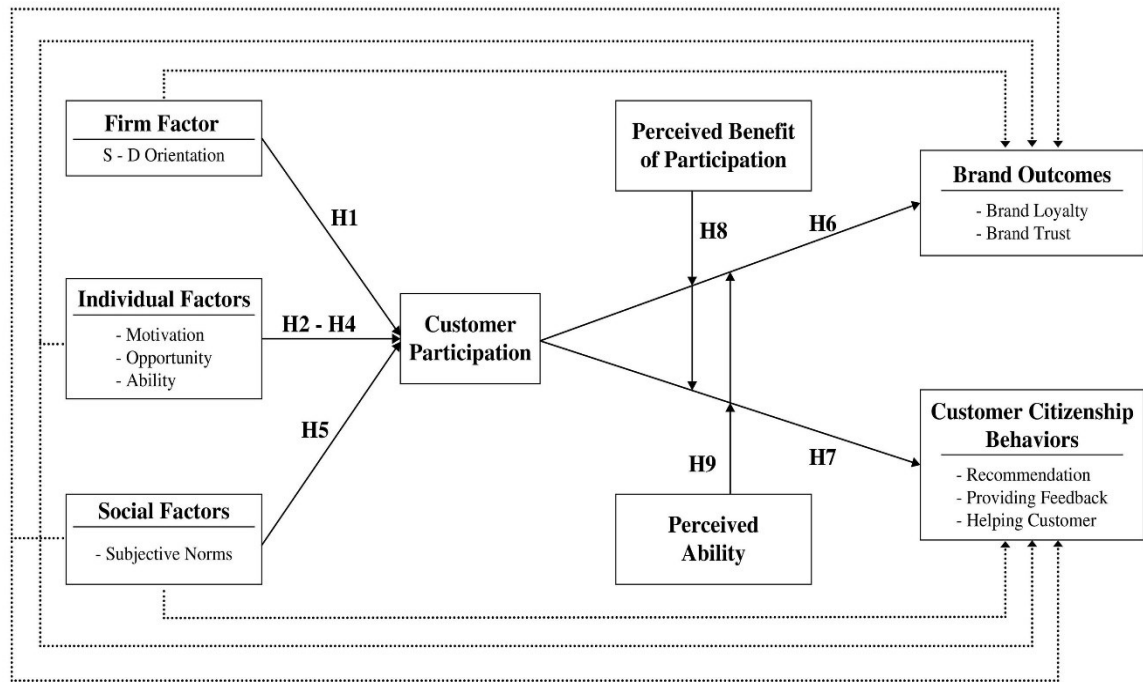 Firm Factor
S - D Orientation
H1
Individual Factors
- Motivation
- Opportunity
- Ability
H2 - H4
Social Factors
- Subjective Norms
H5
Customer
Participation
Perceived Benefit
of Participation
H8
H6
H9
H7
Perceived
Ability
Brand Outcomes
- Brand Loyalty
- Brand Trust
Customer Citizenship
Behaviors
- Recommendation
- Providing Feedback
- Helping Customer